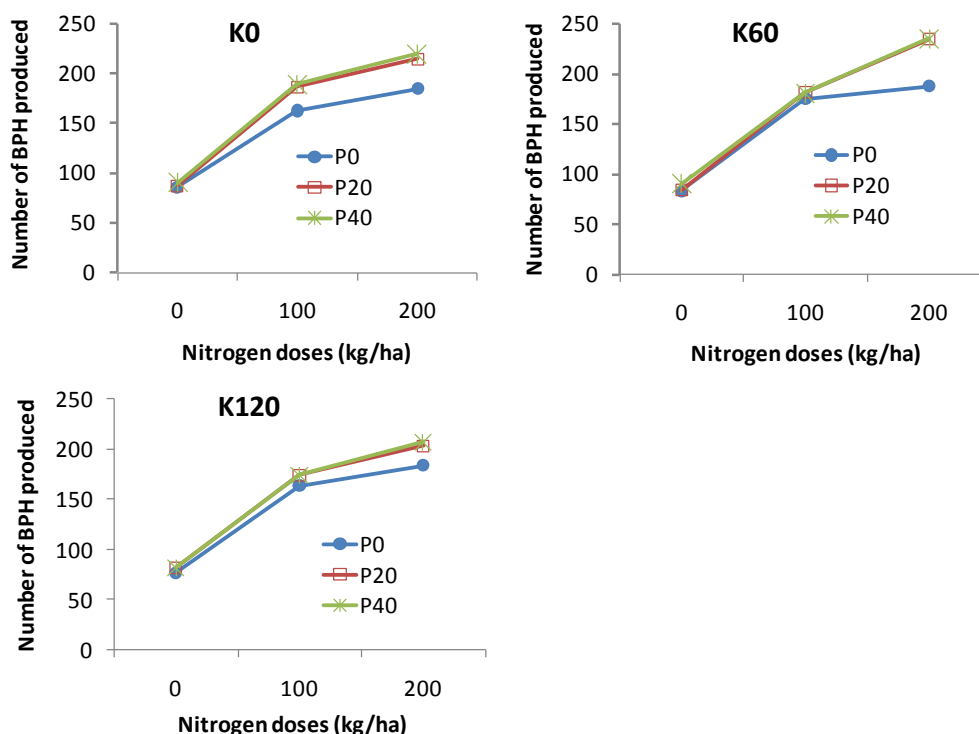 K0
Number of BPH produced
250
200
150
100
50
0
P0
P20
P40
0 100 200
Nitrogen doses (kg/ha)
K60
Number of BPH produced
250
200
150
100
50
0
P0
P20
P40
0 100 200
Nitrogen doses (kg/ha)
K120
Number of BPH produced
250
200
150
100
50
0
P0
P20
P40
0 100 200
Nitrogen doses (kg/ha)